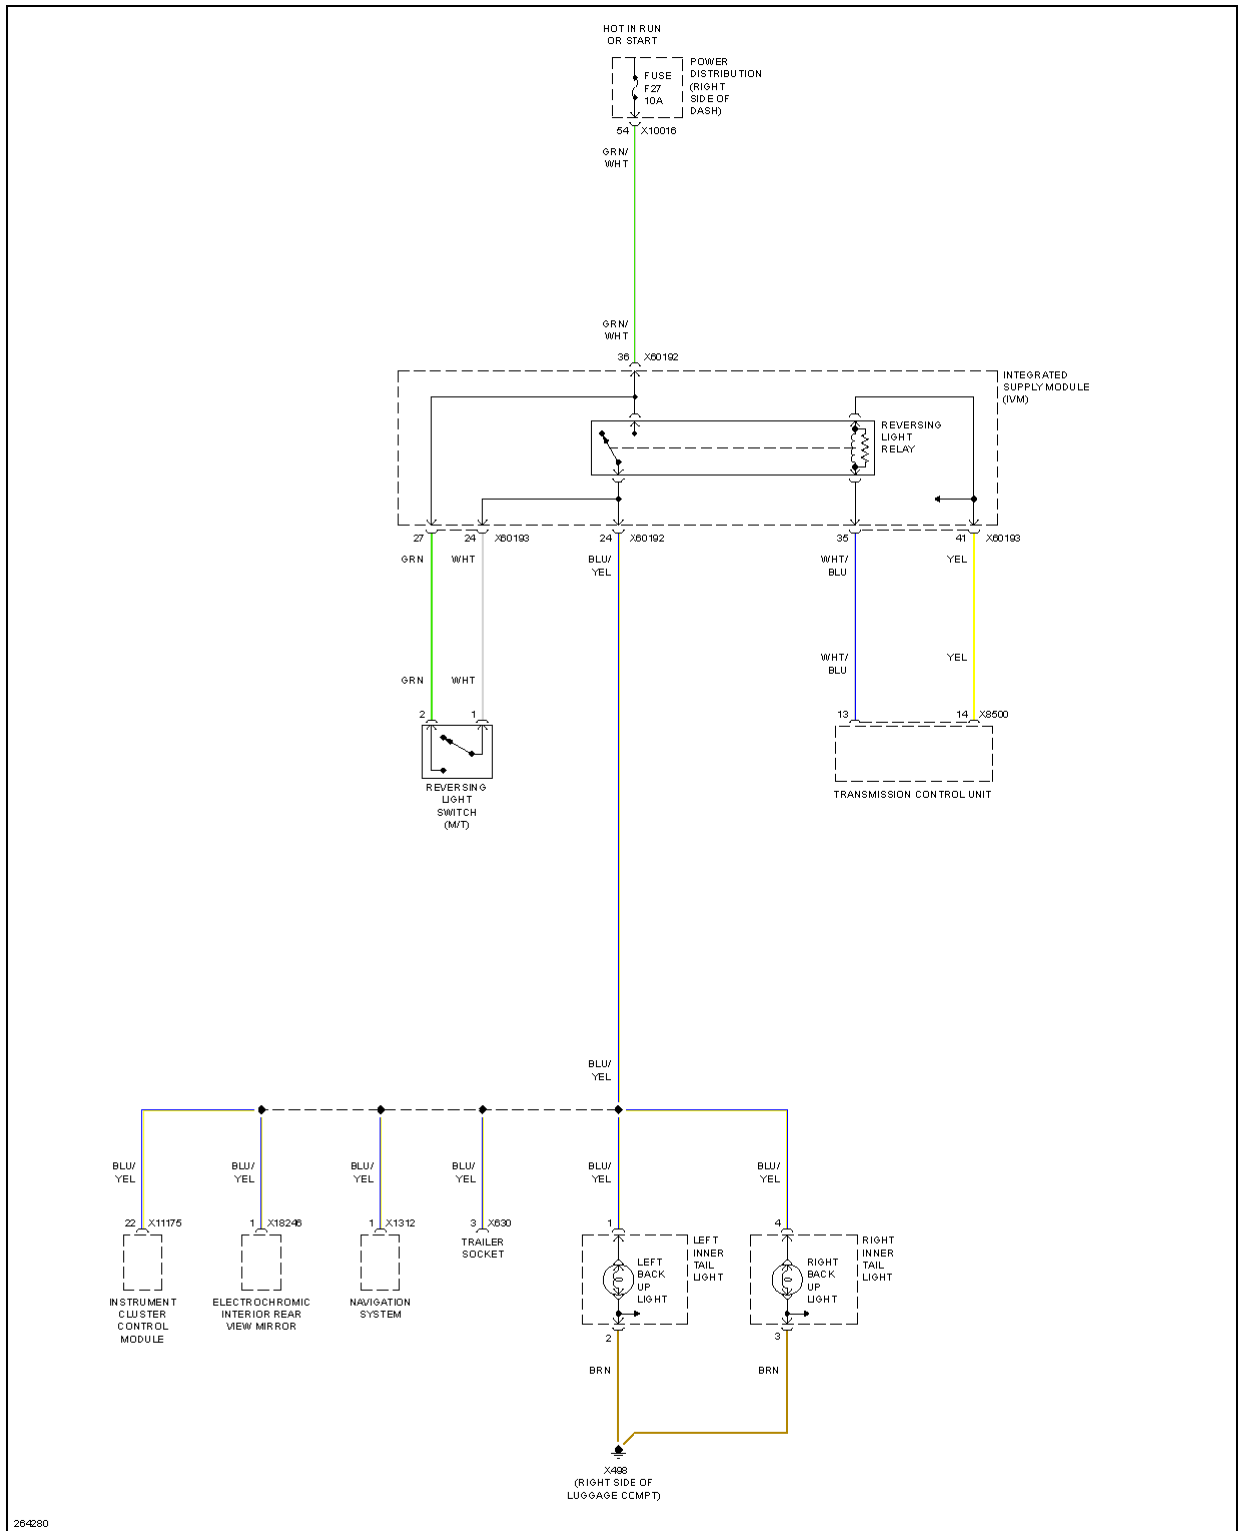 HOT IN RUN
OR START
FUSE
F27
10A
POWER
DISTRIBUTION
(RIGHT
SIDE OF
DASH)
54 X10016
GRN/
WHT
GRN/
WHT
36 X60192
INTEGRATED
SUPPLY MODULE
(IVM)
REVERSING
LIGHT
RELAY
27 24 X60193 24 X60192 35 41 X60193
GRN WHT BLU/
YEL WHT/
BLU YEL
WHT/
BLU YEL
GRN WHT
2 1 13 14 X8500
REVERSING
LIGHT
SWITCH
(M/T)
TRANSMISSION CONTROL UNIT
BLU/
YEL
BLU/
YEL
BLU/
YEL
BLU/
YEL
BLU/
YEL
BLU/
YEL
BLU/
YEL
22 X11175
INSTRUMENT
CLUSTER
CONTROL
MODULE
1 X18246
ELECTROCHROMIC
INTERIOR REAR
VIEW MIRROR
1 X1312
NAVIGATION
SYSTEM
3 X630
TRAILER
SOCKET
1
LEFT
BACK
UP
LIGHT
LEFT
INNER
TAIL
LIGHT
2
4
RIGHT
BACK
UP
LIGHT
RIGHT
INNER
TAIL
LIGHT
3
BRN BRN
X498
(RIGHT SIDE OF
LUGGAGE CCMPT)
264280